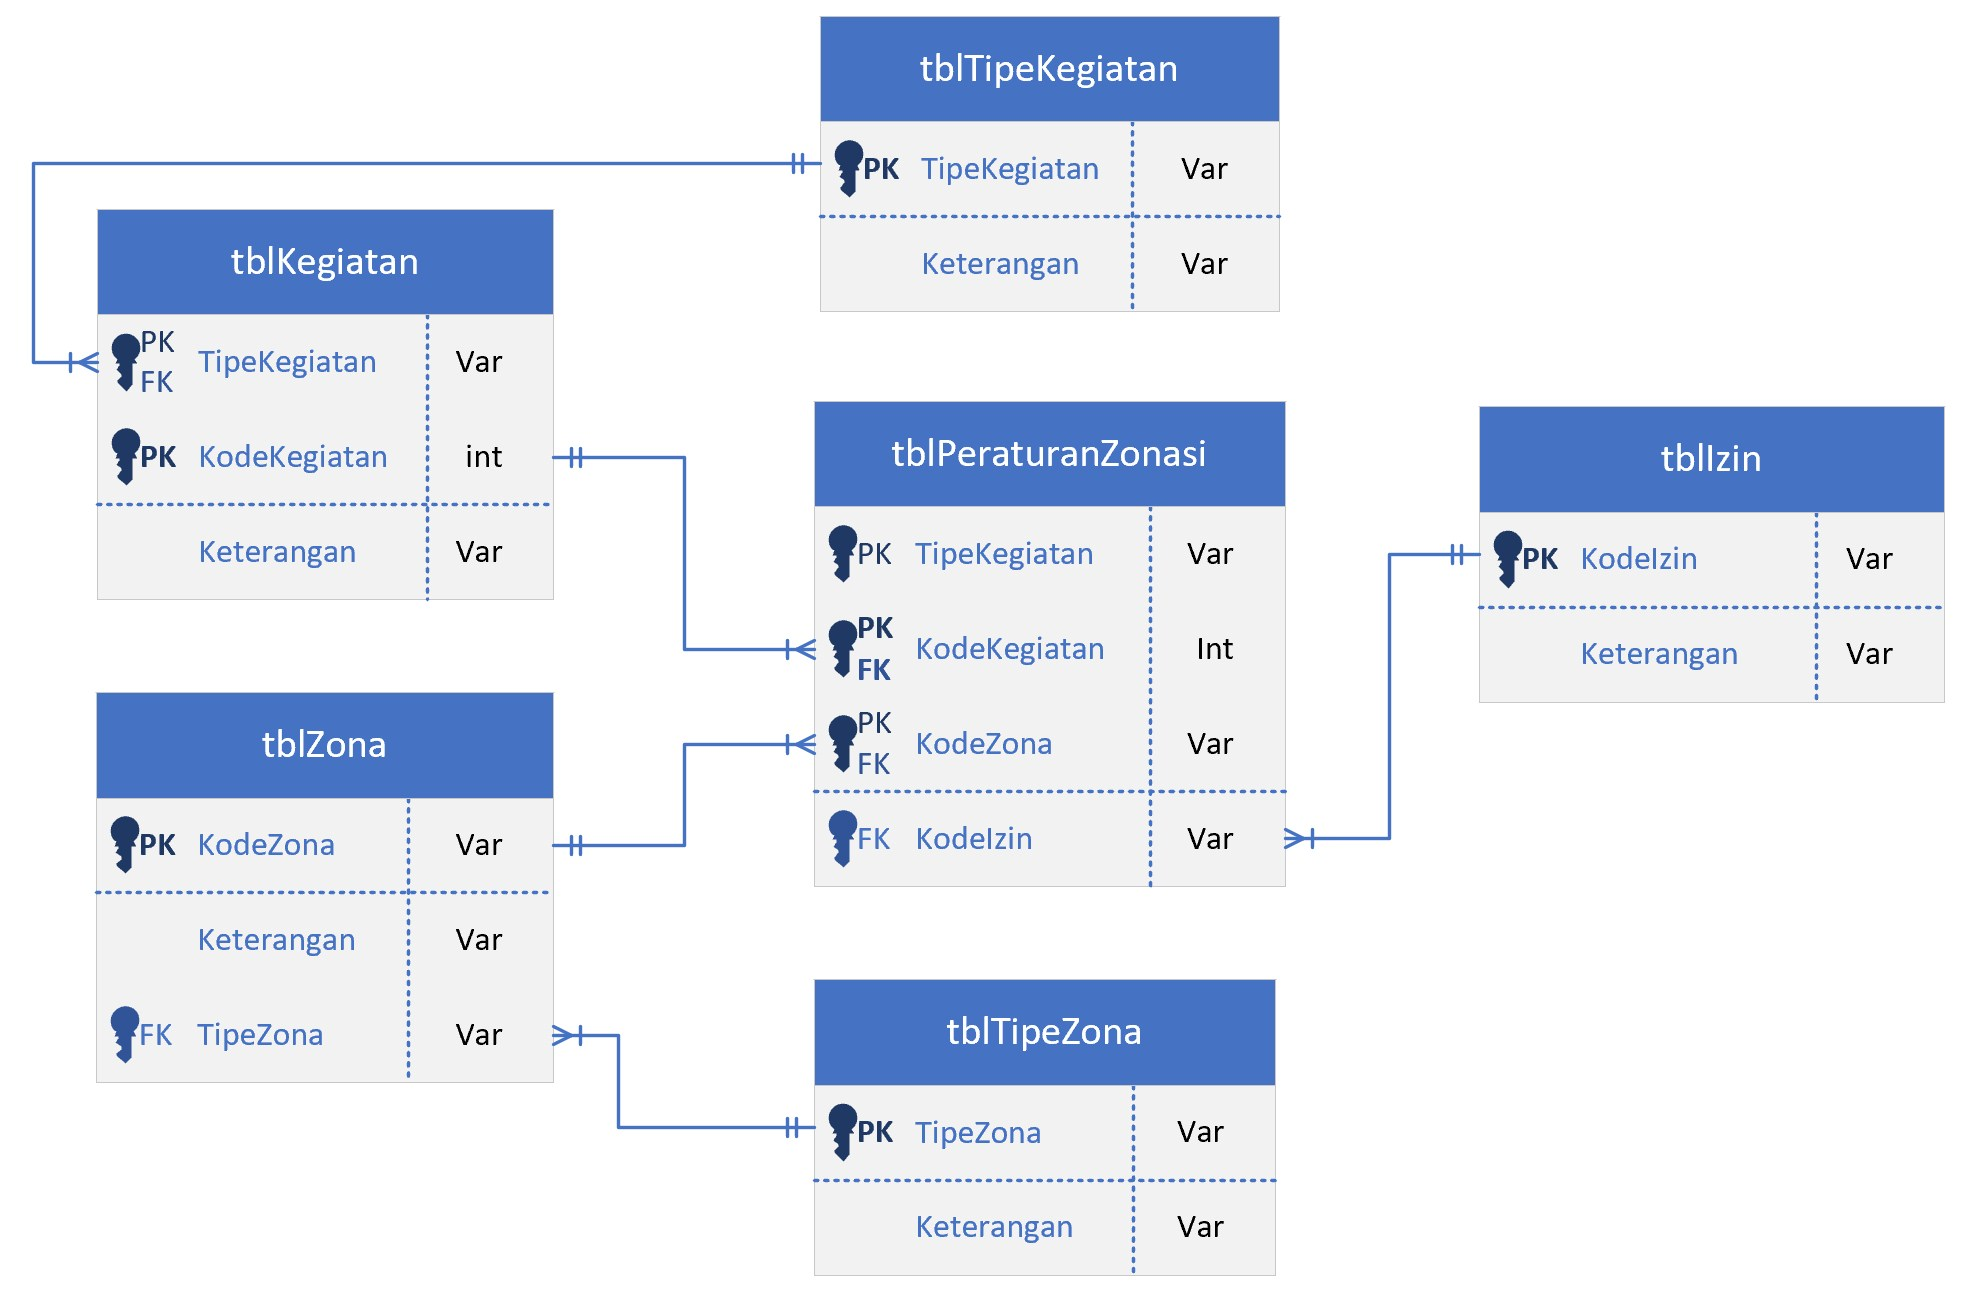 tblTipeKegiatan
PK TipeKegiatan Var
Keterangan Var
tblKegiatan
PK
FK TipeKegiatan Var
PK KodeKegiatan int
Keterangan Var
tblPeraturanZonasi
PK TipeKegiatan Var
PK
FK KodeKegiatan Int
PK
FK KodeZona Var
FK KodeIzin Var
tblIzin
PK KodeIzin Var
Keterangan Var
tblZona
PK KodeZona Var
Keterangan Var
FK TipeZona Var
tblTipeZona
PK TipeZona Var
Keterangan Var